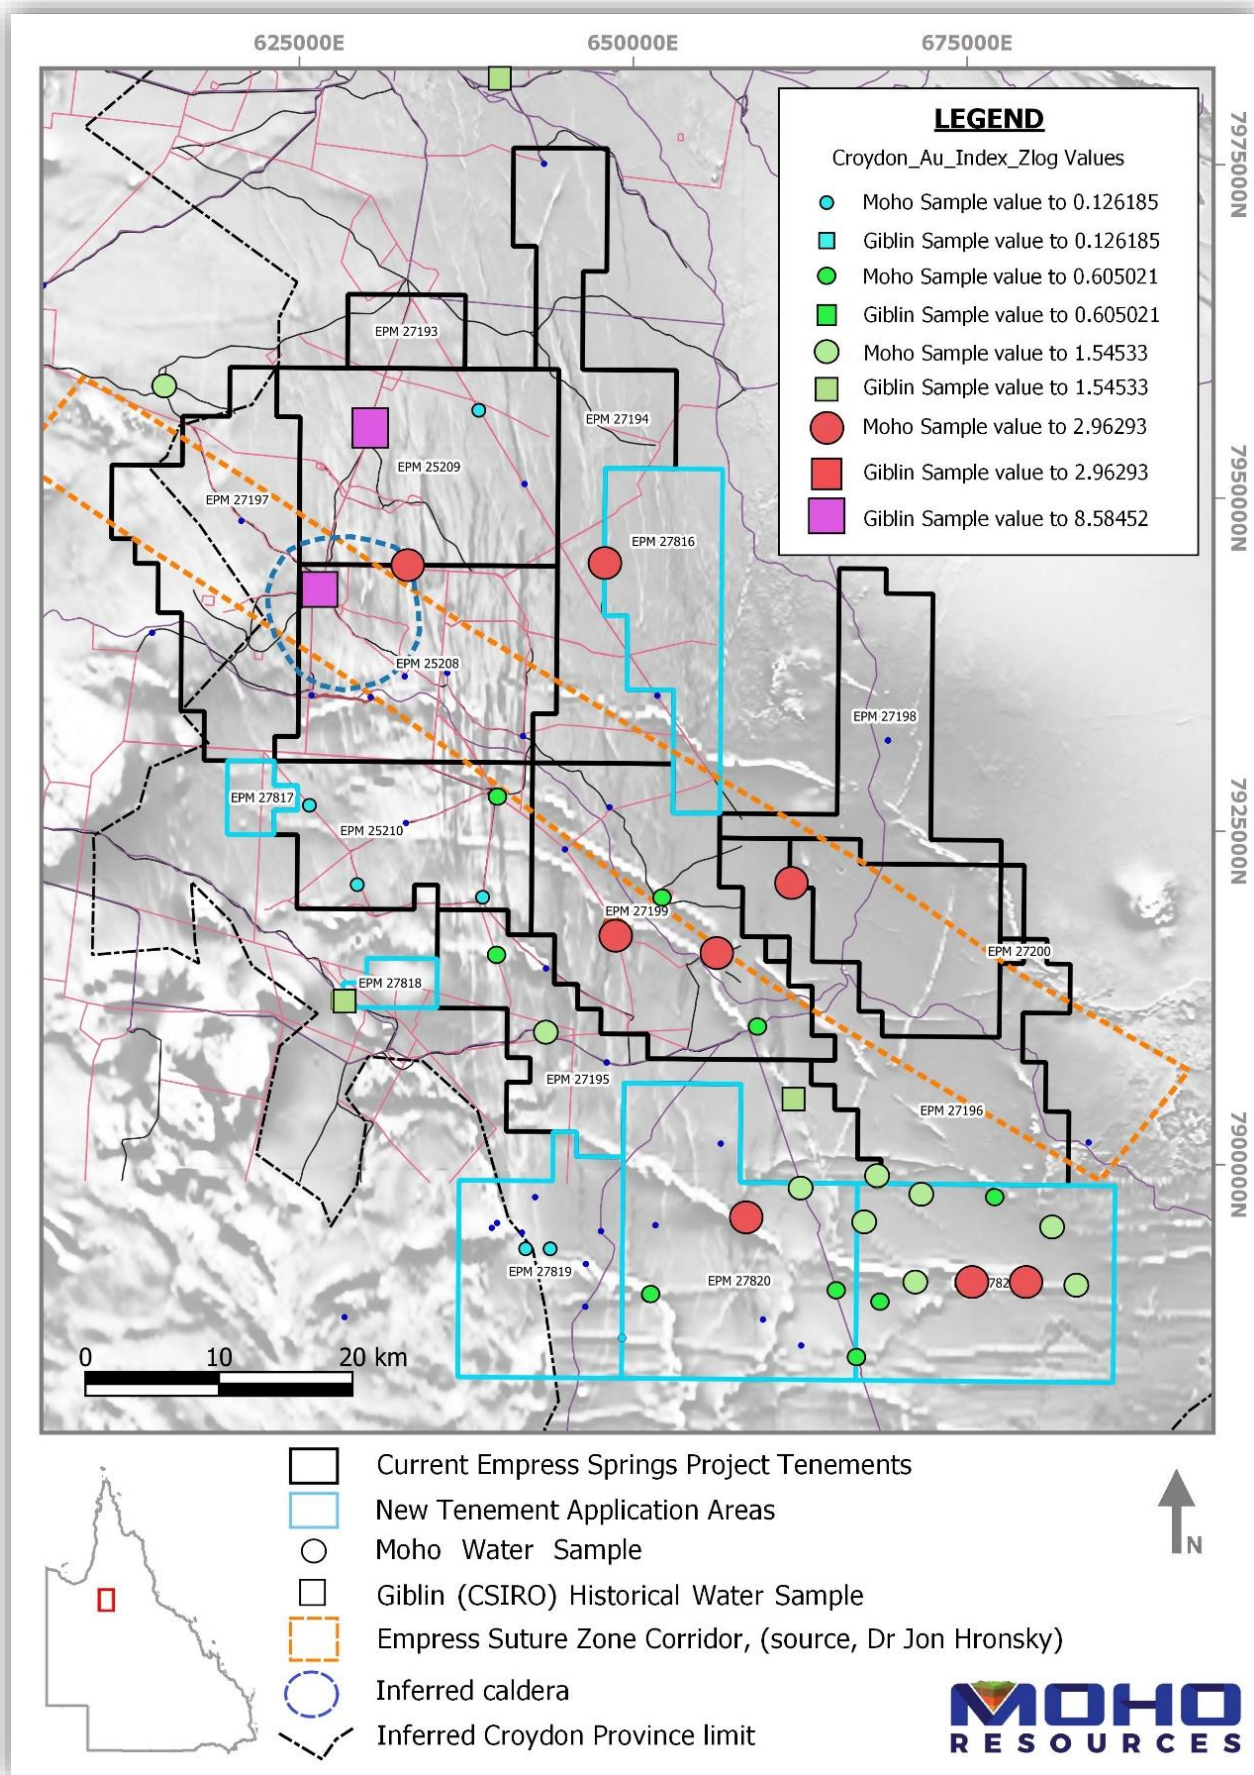 625000E
650000E
675000E
LEGEND
Croydon_Au_Index_Zlog Values
Moho Sample value to 0.126185
Giblin Sample value to 0.126185
Moho Sample value to 0.605021
Giblin Sample value to 0.605021
Moho Sample value to 1.54533
Giblin Sample value to 1.54533
Moho Sample value to 2.96293
Giblin Sample value to 2.96293
Giblin Sample value to 8.58452
7975000N
7950000N
7925000N
7900000N
EPM 27193
EPM 27194
EPM 25209
EPM 27197
EPM 27816
EPM 25208
EPM 27198
EPM 27817
EPM 25210
EPM 27199
EPM 27200
EPM 27818
EPM 27195
EPM 27196
EPM 27819
EPM 27820
782
0 10 20 km
Current Empress Springs Project Tenements
New Tenement Application Areas
Moho Water Sample
Giblin (CSIRO) Historical Water Sample
Empress Suture Zone Corridor, (source, Dr Jon Hronsky)
Inferred caldera
Inferred Croydon Province limit
N
MOHO
RESOURCES